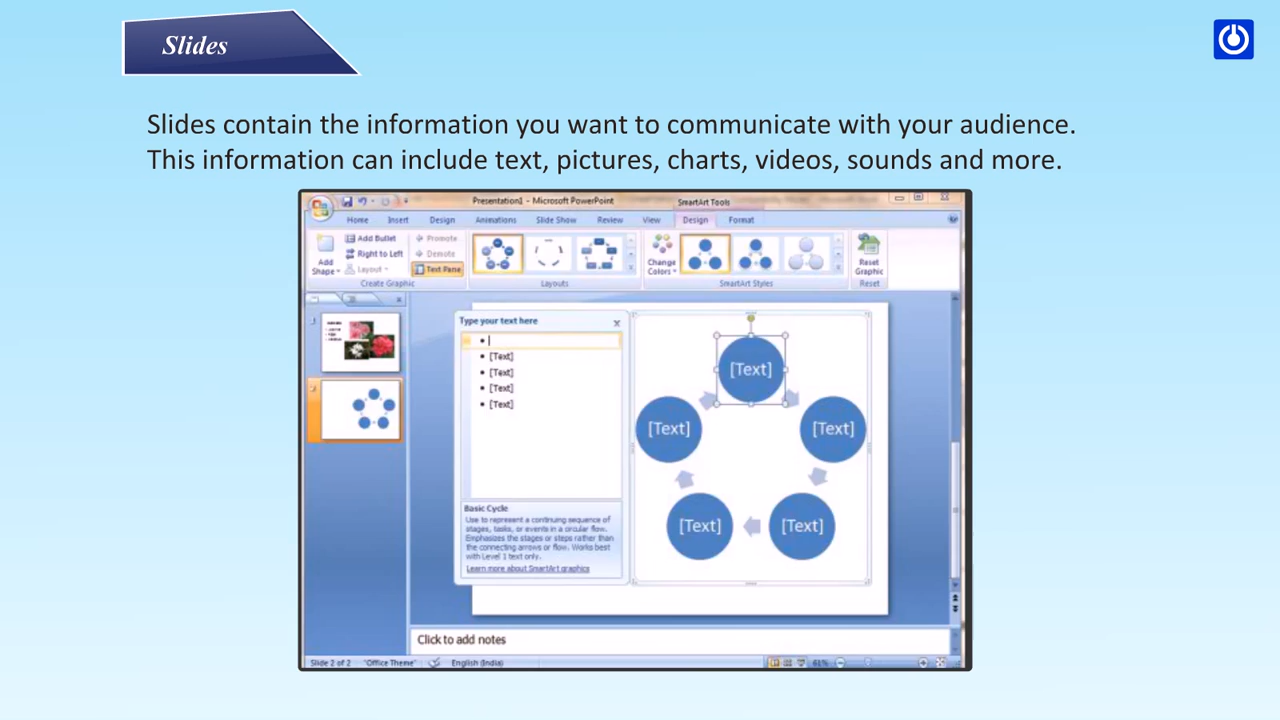 Slides
Slides contain the information you want to communicate with your audience.
This information can include text, pictures, charts, videos, sounds and more.
Presentation1 - Microsoft PowerPoint
SmartArt Tools
Home Insert Design Animations Slide Show Review View Design Format
Add Shape
Add Bullet
Right to Left
Layout
Promote
Demote
Text Pane
Create Graphic
Layouts
Change Colors
SmartArt Styles
Reset Graphic
Reset
Type your text here
[Text]
[Text]
[Text]
[Text]
Basic Cycle
Use to represent a continuing sequence of
stages, tasks, or events in a circular flow.
Emphasizes the stages or steps rather than
the connecting arrows or flow. Works best
with Level 1 text only.
Learn more about SmartArt graphics
[Text]
[Text]
[Text]
[Text]
[Text]
Click to add notes
Slide 2 of 2 "Office Theme" English (India) 61%